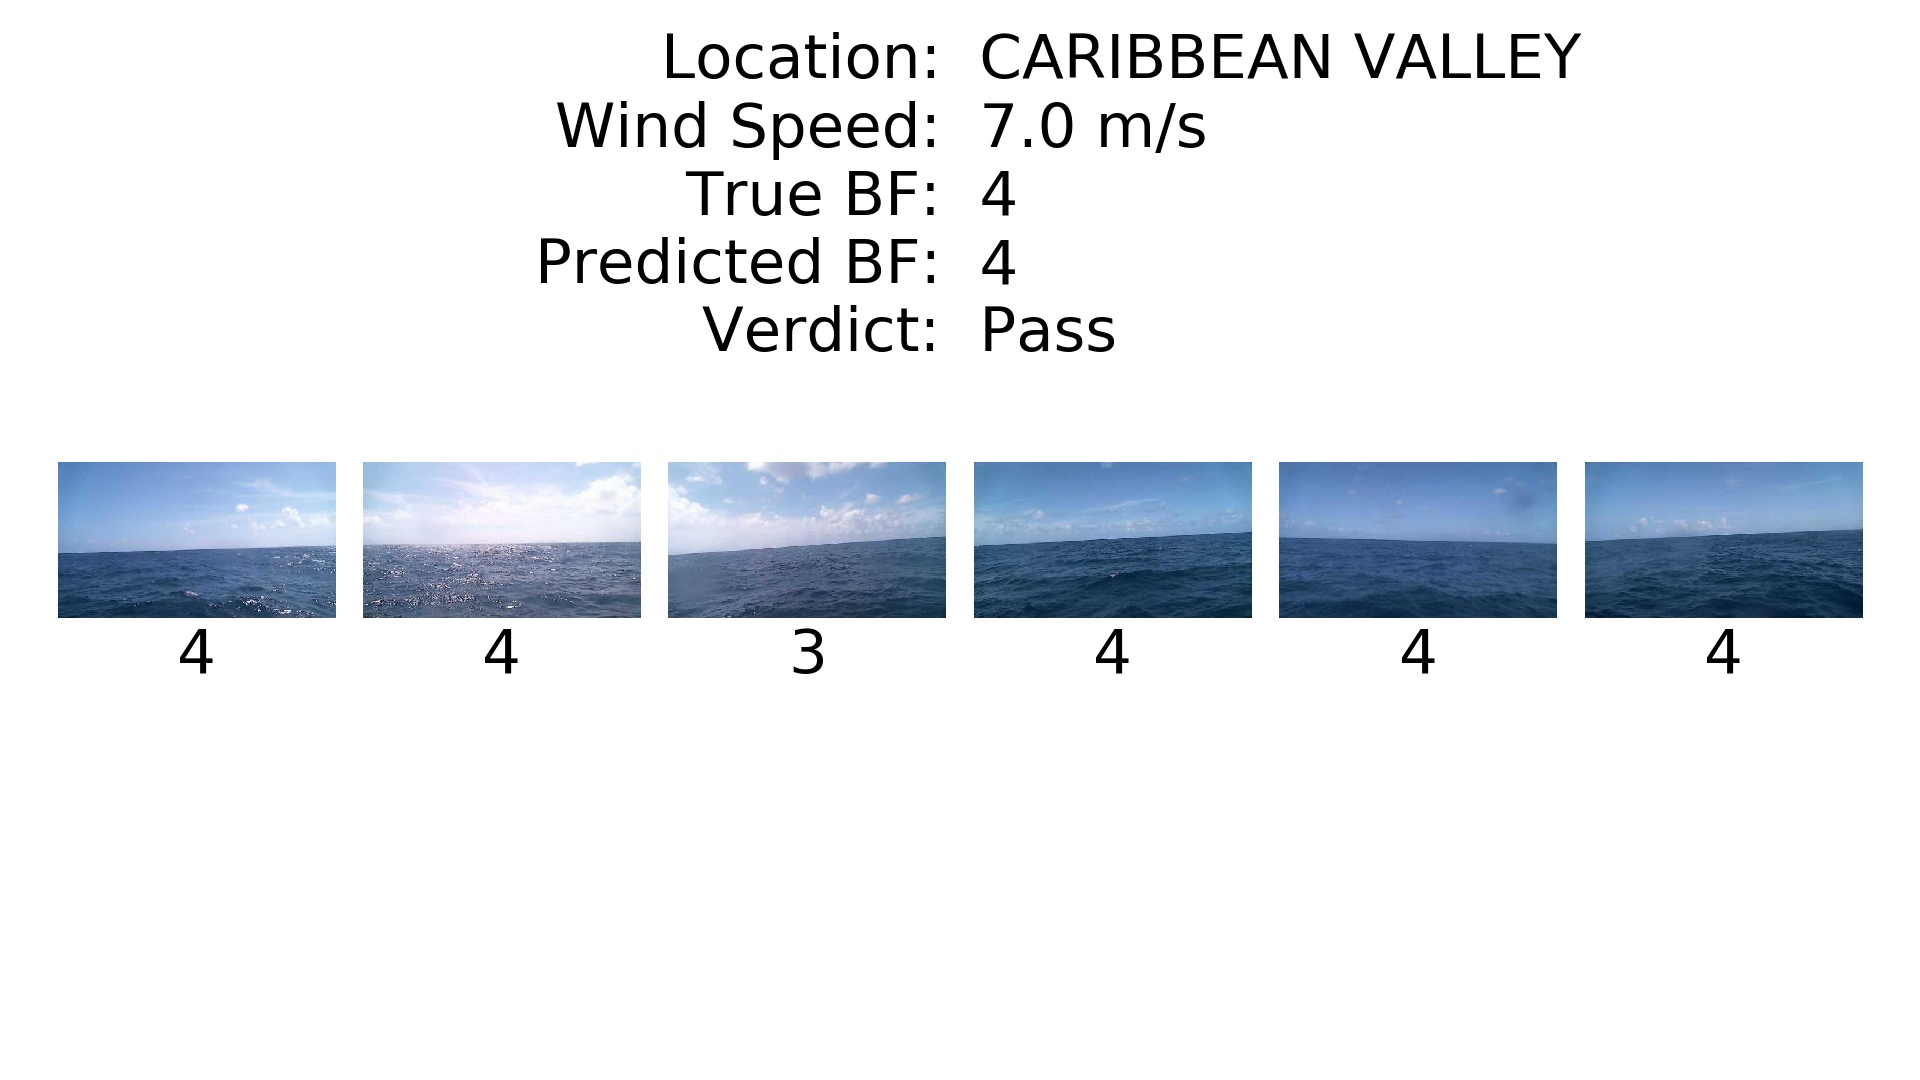 Location: CARIBBEAN VALLEY
Wind Speed: 7.0 m/s
True BF: 4
Predicted BF: 4
Verdict: Pass
4 4 3 4 4 4